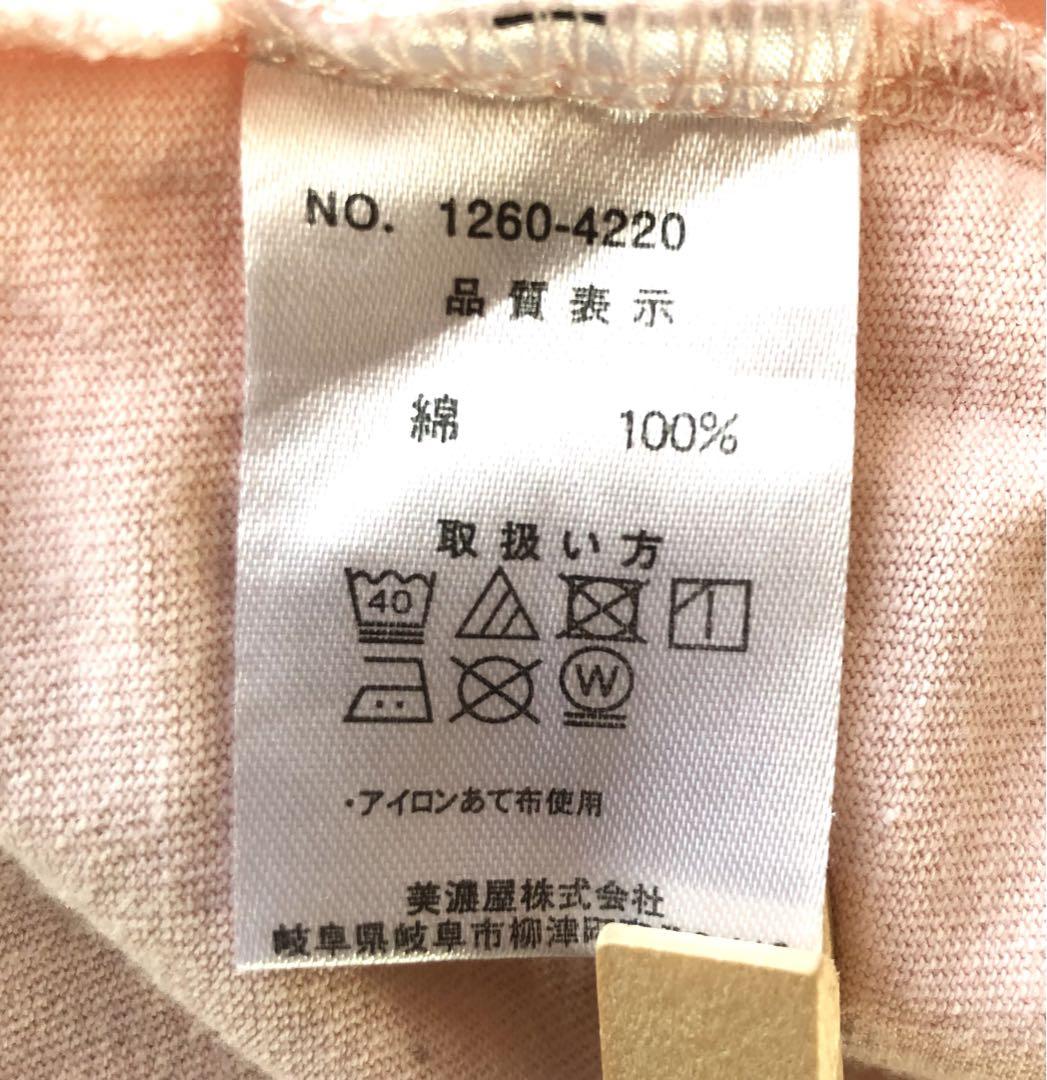 NO. 1260-4220
品質表示
綿 100%
取扱い方
40
W
・アイロンあて布使用
美濃屋株式会社
岐阜県岐阜市柳津町